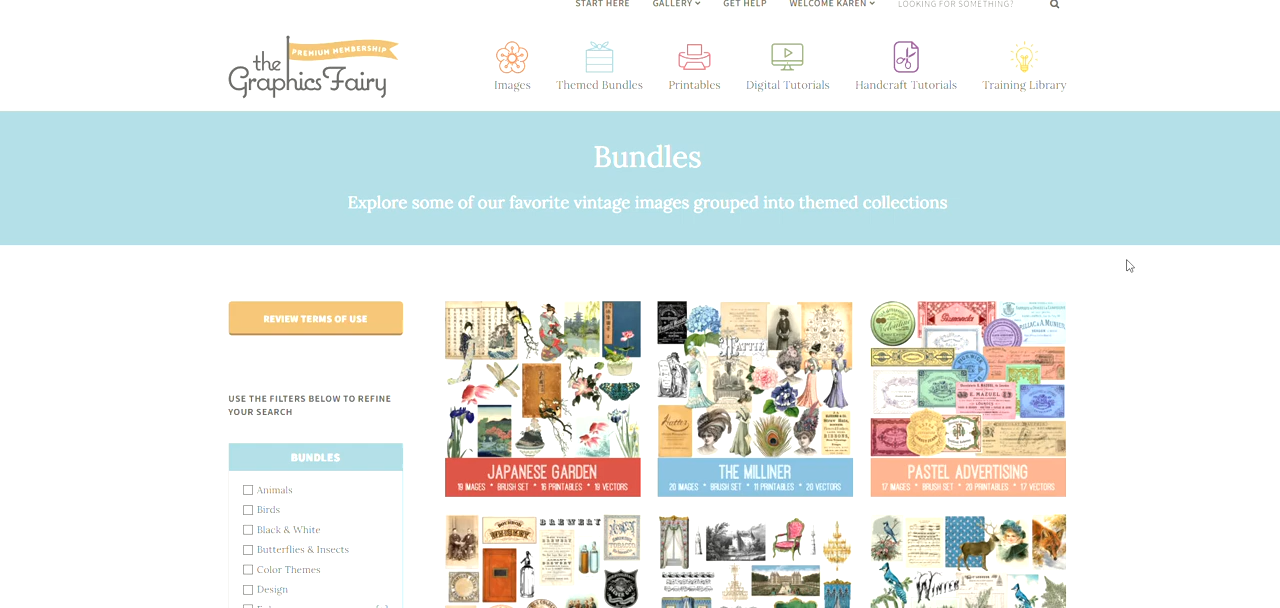 START HERE
GALLERY
GET HELP
WELCOME KAREN
LOOKING FOR SOMETHING?
PREMIUM MEMBERSHIP
the
Graphics Fairy
Images
Themed Bundles
Printables
Digital Tutorials
Handcraft Tutorials
Training Library
Bundles
Explore some of our favorite vintage images grouped into themed collections
REVIEW TERMS OF USE
USE THE FILTERS BELOW TO REFINE
YOUR SEARCH
BUNDLES
Animals
Birds
Black & White
Butterflies & Insects
Color Themes
Design
JAPANESE GARDEN
19 IMAGES * BRUSH SET * 16 PRINTABLES * 19 VECTORS
THE MILLINER
20 IMAGES * BRUSH SET * 11 PRINTABLES * 20 VECTORS
PASTEL ADVERTISING
17 IMAGES * BRUSH SET * 20 PRINTABLES * 17 VECTORS
BREWERY